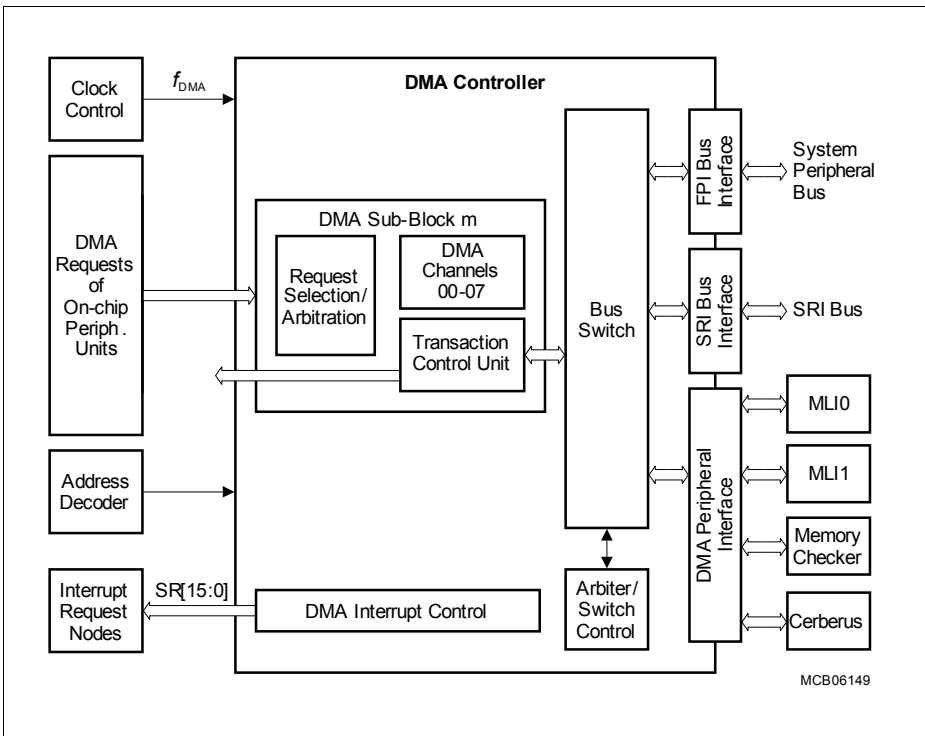 DMA Controller
Clock
Control
fDMA
DMA
Requests
of
On-chip
Periph .
Units
DMA Sub-Block m
Request
Selection/
Arbitration
DMA
Channels
00-07
Transaction
Control Unit
Bus
Switch
FPI Bus
Interface
System
Peripheral
Bus
SRI Bus
Interface
SRI Bus
DMA Peripheral
Interface
MLI0
MLI1
Memory
Checker
Cerberus
Address
Decoder
Interrupt
Request
Nodes
SR[15:0]
DMA Interrupt Control
Arbiter/
Switch
Control
MCB06149